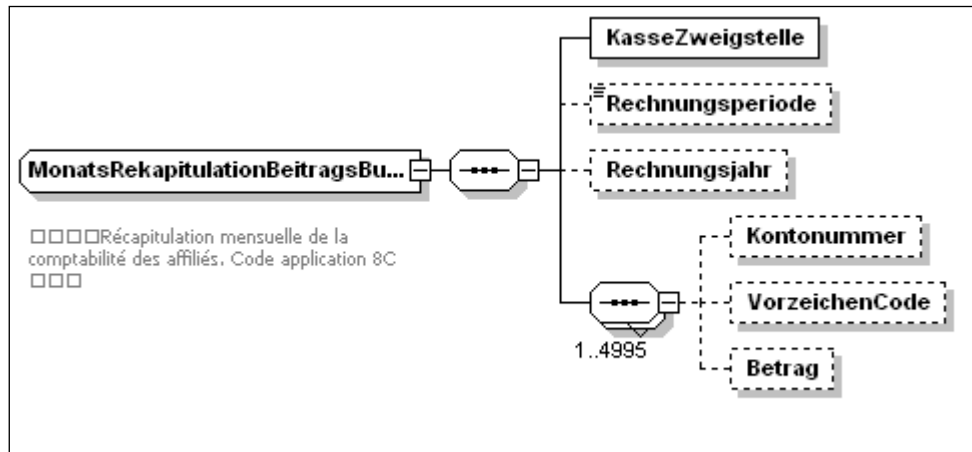 KasseZweigstelle
Rechnungsperiode
MonatsRekapitulationBeitragsBu...
Rechnungsjahr
□□□□Récapitulation mensuelle de la
comptabilité des affiliés. Code application 8C
□□□
Kontonummer
VorzeichenCode
1..4995
Betrag